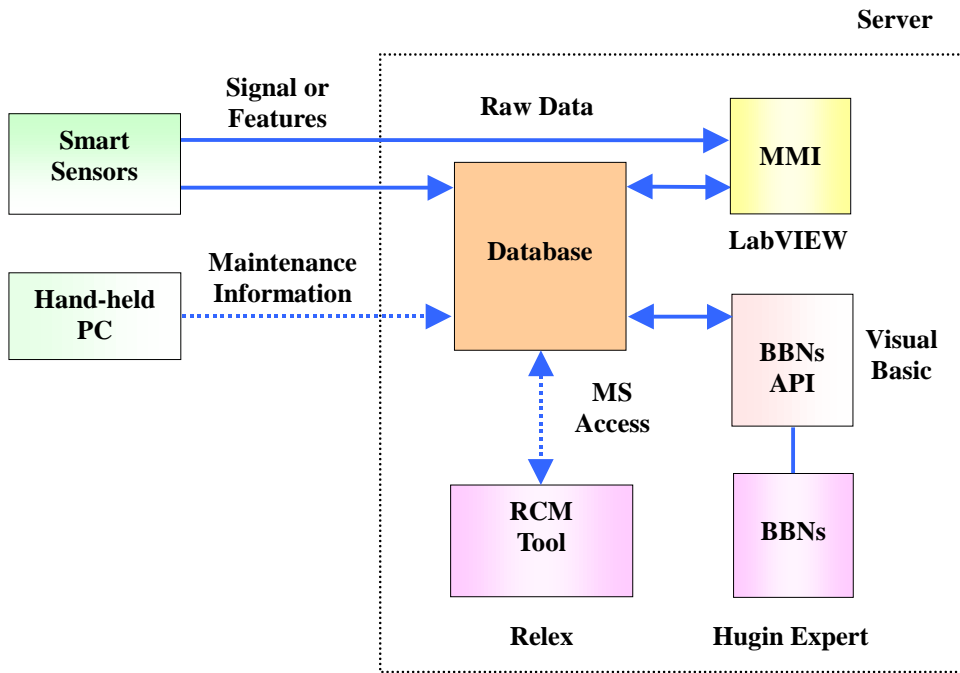 Server
Signal or
Features
Raw Data
Smart
Sensors
MMI
LabVIEW
Database
Maintenance
Information
Hand-held
PC
BBNs
API
Visual
Basic
MS
Access
RCM
Tool
BBNs
Relex
Hugin Expert